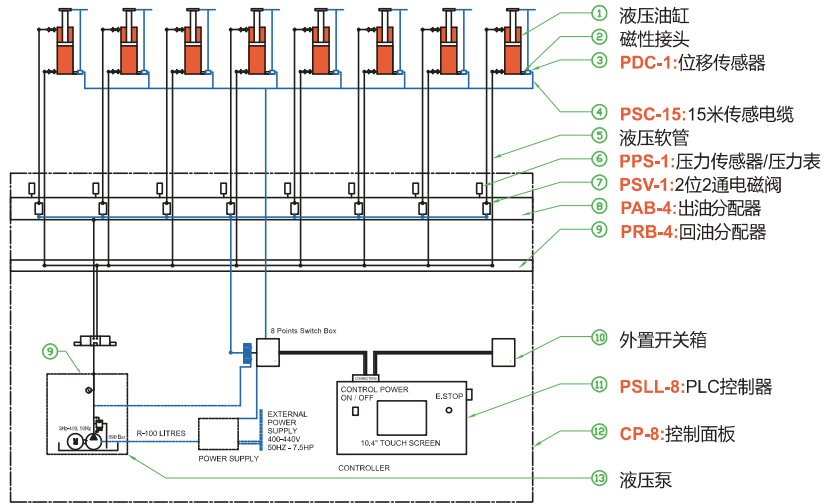 ① 液压油缸
② 磁性接头
③ PDC-1:位移传感器
④ PSC-15:15米传感电缆
⑤ 液压软管
⑥ PPS-1:压力传感器/压力表
⑦ PSV-1:2位2通电磁阀
⑧ PAB-4:出油分配器
⑨ PRB-4:回油分配器
8 Points Switch Box
⑩ 外置开关箱
⑨
CONNECTORS
CONTROL POWER
ON / OFF
E.STOP
⑪ PSLL-8:PLC控制器
10.4" TOUCH SCREEN
3Hp-400, 50Hz
M
690 Bar
R-100 LITRES
EXTERNAL
POWER
SUPPLY
400-440V
50HZ - 7.5HP
POWER SUPPLY
⑫ CP-8:控制面板
CONTROLLER
⑬ 液压泵